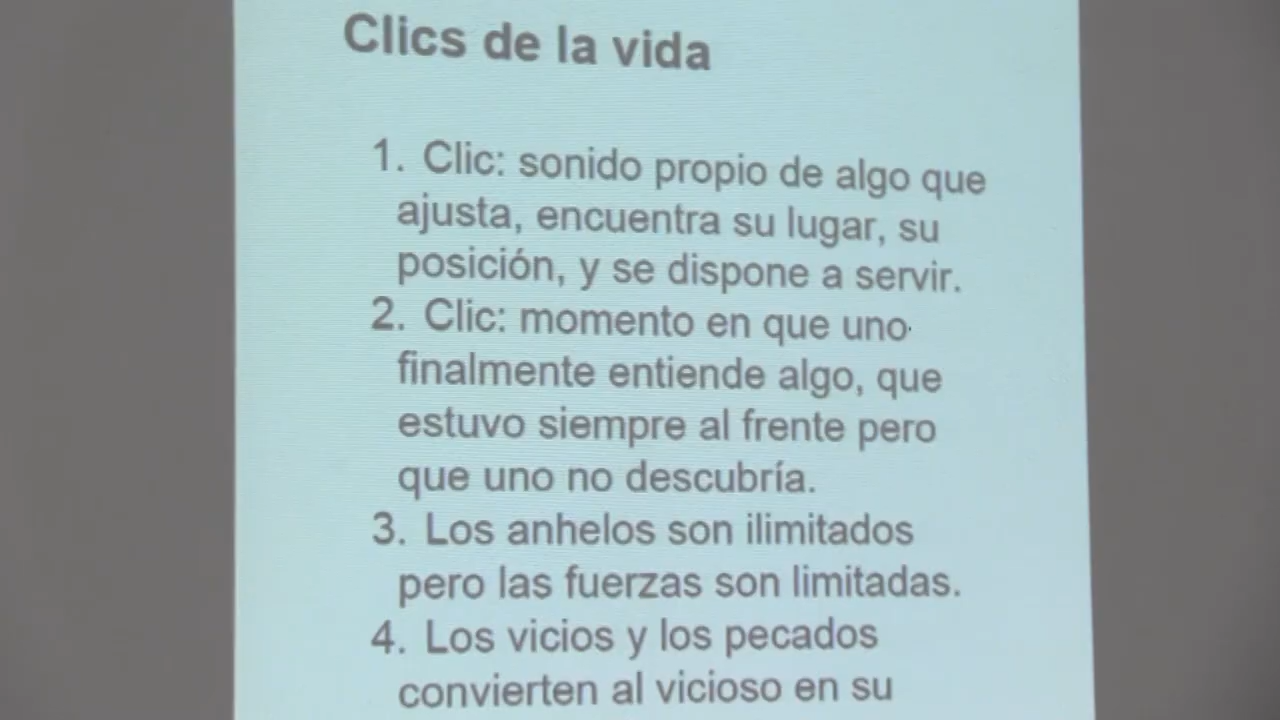 Clics de la vida
1. Clic: sonido propio de algo que
ajusta, encuentra su lugar, su
posición, y se dispone a servir.
2. Clic: momento en que uno
finalmente entiende algo, que
estuvo siempre al frente pero
que uno no descubría.
3. Los anhelos son ilimitados
pero las fuerzas son limitadas.
4. Los vicios y los pecados
convierten al vicioso en su